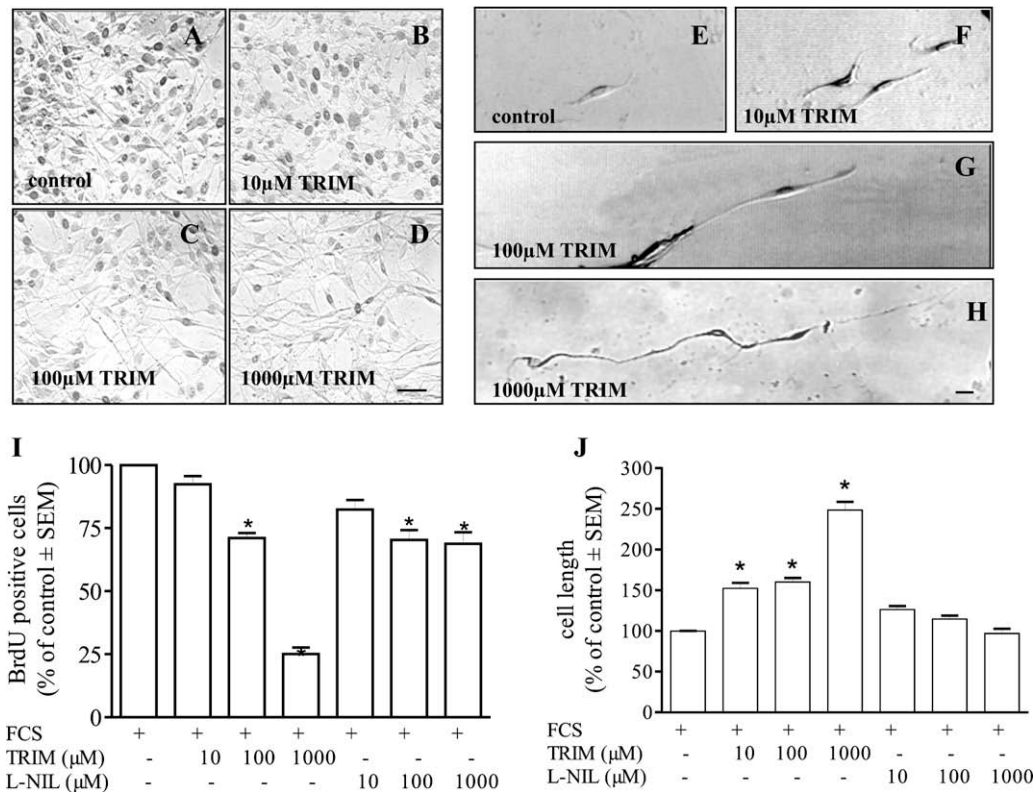 A
control
B
10μM TRIM
C
100μM TRIM
D
1000μM TRIM
E
control
F
10μM TRIM
G
100μM TRIM
H
1000μM TRIM
I
BrdU positive cells
(% of control ± SEM)
100
75
50
25
0
*
*
*
*
FCS + + + + + + +
TRIM (μM) - 10 100 1000 - - -
L-NIL (μM) - - - - 10 100 1000
J
cell length
(% of control ± SEM)
300
250
200
150
100
50
0
*
*
*
FCS + + + + + + +
TRIM (μM) - 10 100 1000 - - -
L-NIL (μM) - - - - 10 100 1000